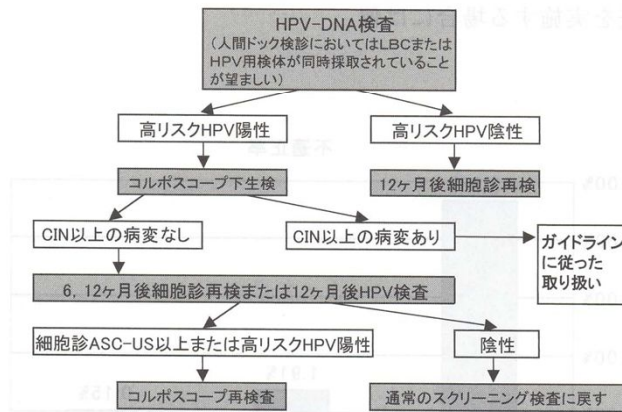 HPV-DNA検査
(人間ドック検診においてはLBCまたは
HPV用検体が同時採取されていること
が望ましい)
高リスクHPV陽性
高リスクHPV陰性
コルポスコープ下生検
12ヶ月後細胞診再検
CIN以上の病変なし
CIN以上の病変あり
ガイドライン
に従った
取り扱い
6, 12ヶ月後細胞診再検または12ヶ月後HPV検査
細胞診ASC-US以上または高リスクHPV陽性
陰性
コルポスコープ再検査
通常のスクリーニング検査に戻す